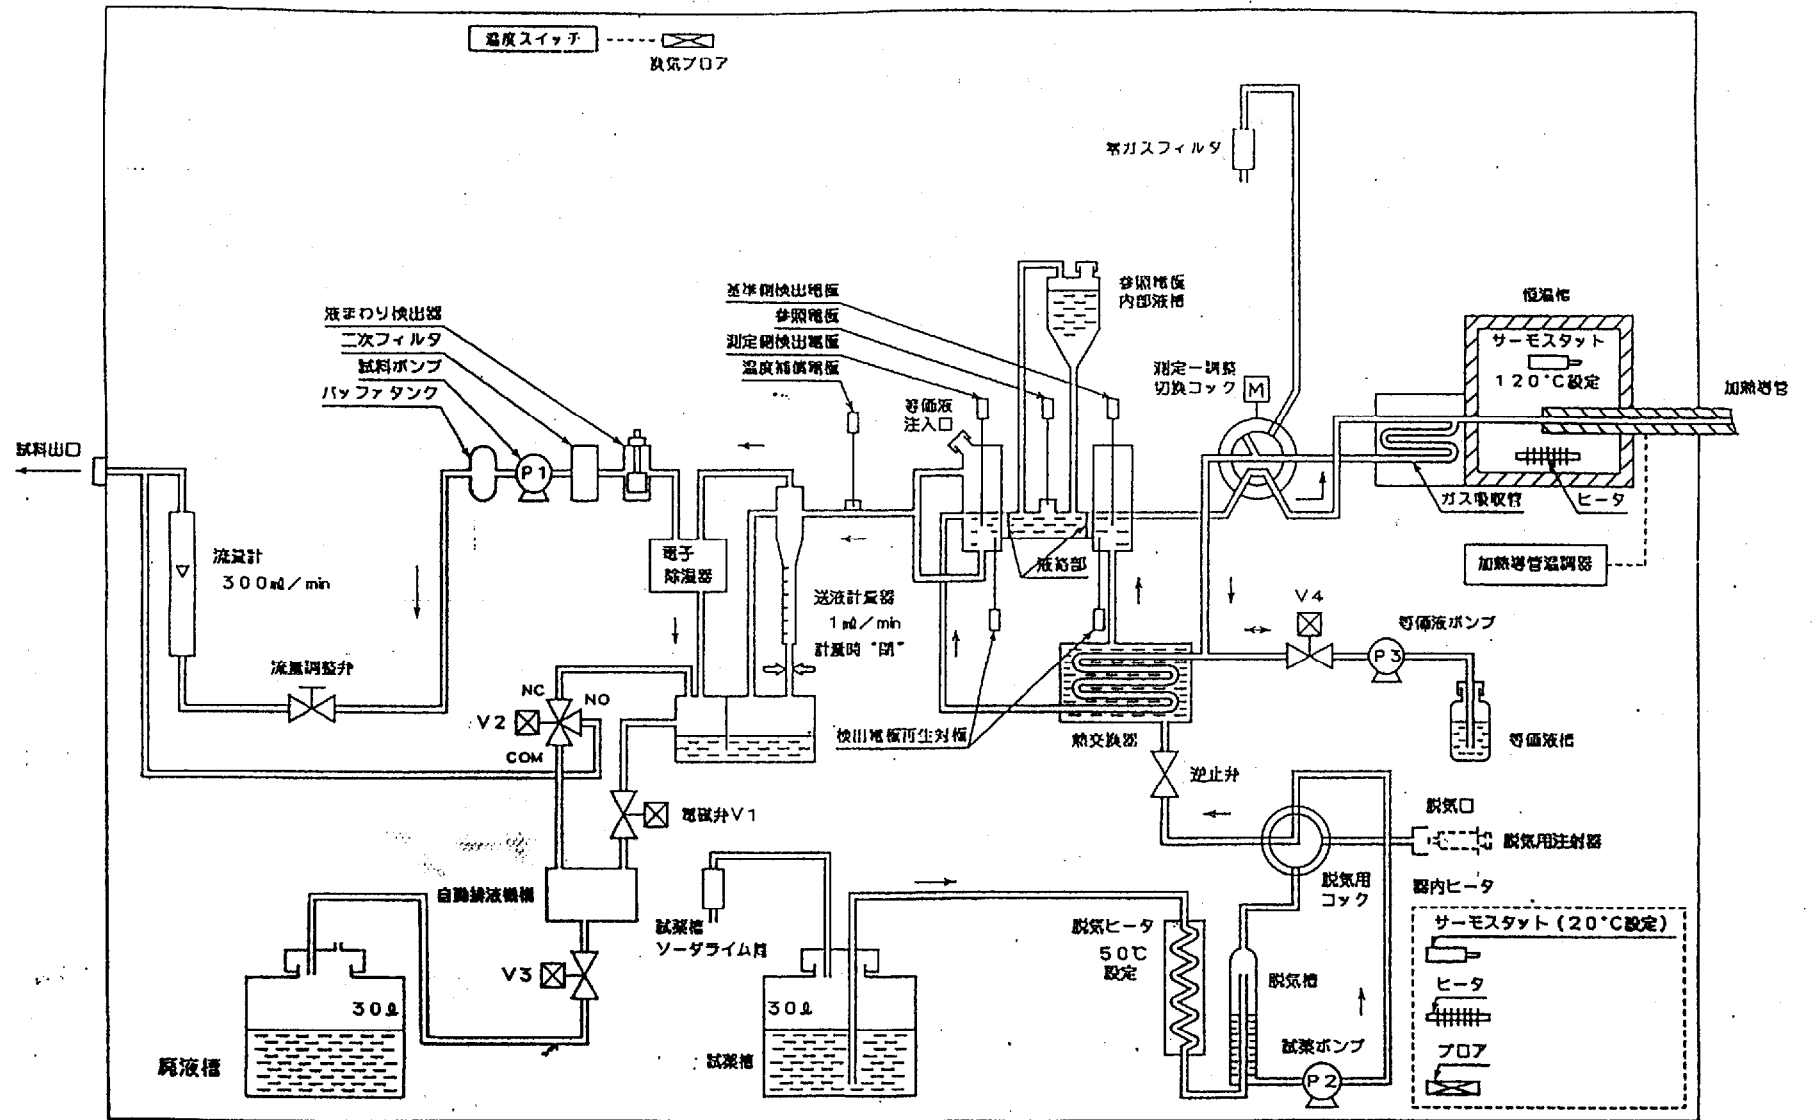 温度スイッチ
換気ブロア
零ガスフィルタ
参照電極
内部液槽
基準側検出電極
参照電極
測定側検出電極
温度補償電極
液まわり検出器
二次フィルタ
試料ポンプ
バッファタンク
等価液
注入口
測定ー調整
切換コック
M
恒温槽
サーモスタット
120°C設定
加熱導管
試料出口
P1
ガス吸収管
ヒータ
流量計
300ml/min
電子
除湿器
液絡部
加熱導管温調器
送液計量器
1ml/min
計量時"閉"
V4
等価液ポンプ
P3
流量調整弁
NC
NO
V2
COM
検出電極再生対極
熱交換器
等価液槽
逆止弁
電磁弁V1
脱気口
脱気用注射器
脱気用
コック
器内ヒータ
自動排液機構
試薬槽
ソーダライム筒
脱気ヒータ
50℃
設定
サーモスタット(20°C設定)
V3
脱気槽
ヒータ
30ℓ
30ℓ
廃液槽
試薬槽
試薬ポンプ
P2
ブロア